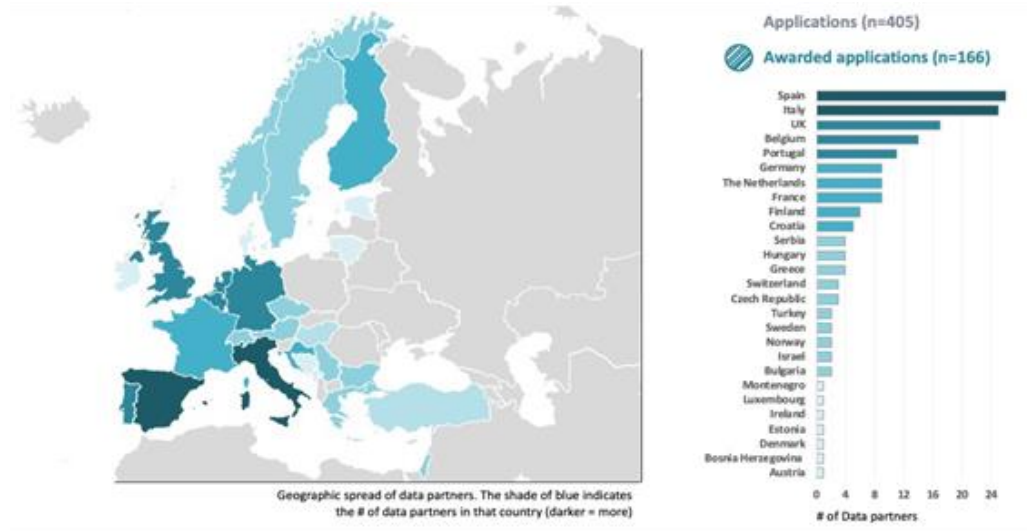 Applications (n=405)
Awarded applications (n=166)
Spain
Italy
UK
Belgium
Portugal
Germany
The Netherlands
France
Finland
Croatia
Serbia
Hungary
Greece
Switzerland
Czech Republic
Turkey
Sweden
Norway
Israel
Bulgaria
Montenegro
Luxembourg
Ireland
Estonia
Denmark
Bosnia Herzegovina
Austria
0 4 8 12 16 20 24
# of Data partners
Geographic spread of data partners. The shade of blue indicates
the # of data partners in that country (darker = more)